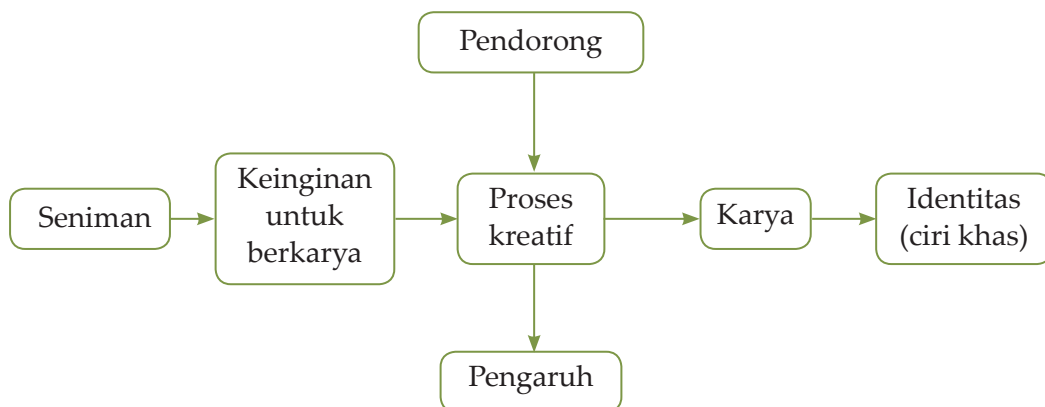 Pendorong
Seniman
Keinginan
untuk
berkarya
Proses
kreatif
Karya
Identitas
(ciri khas)
Pengaruh